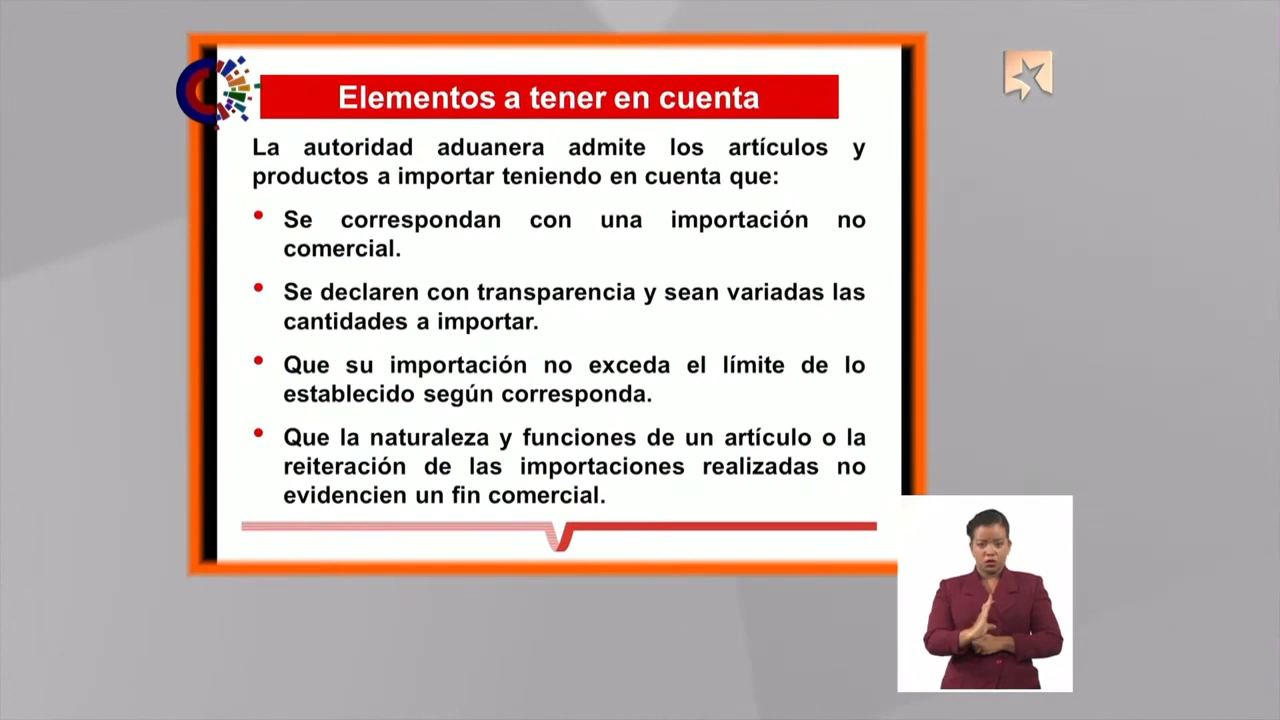 Elementos a tener en cuenta
La autoridad aduanera admite los artículos y
productos a importar teniendo en cuenta que:
• Se correspondan con una importación no
comercial.
• Se declaren con transparencia y sean variadas las
cantidades a importar.
• Que su importación no exceda el límite de lo
establecido según corresponda.
• Que la naturaleza y funciones de un artículo o la
reiteración de las importaciones realizadas no
evidencien un fin comercial.